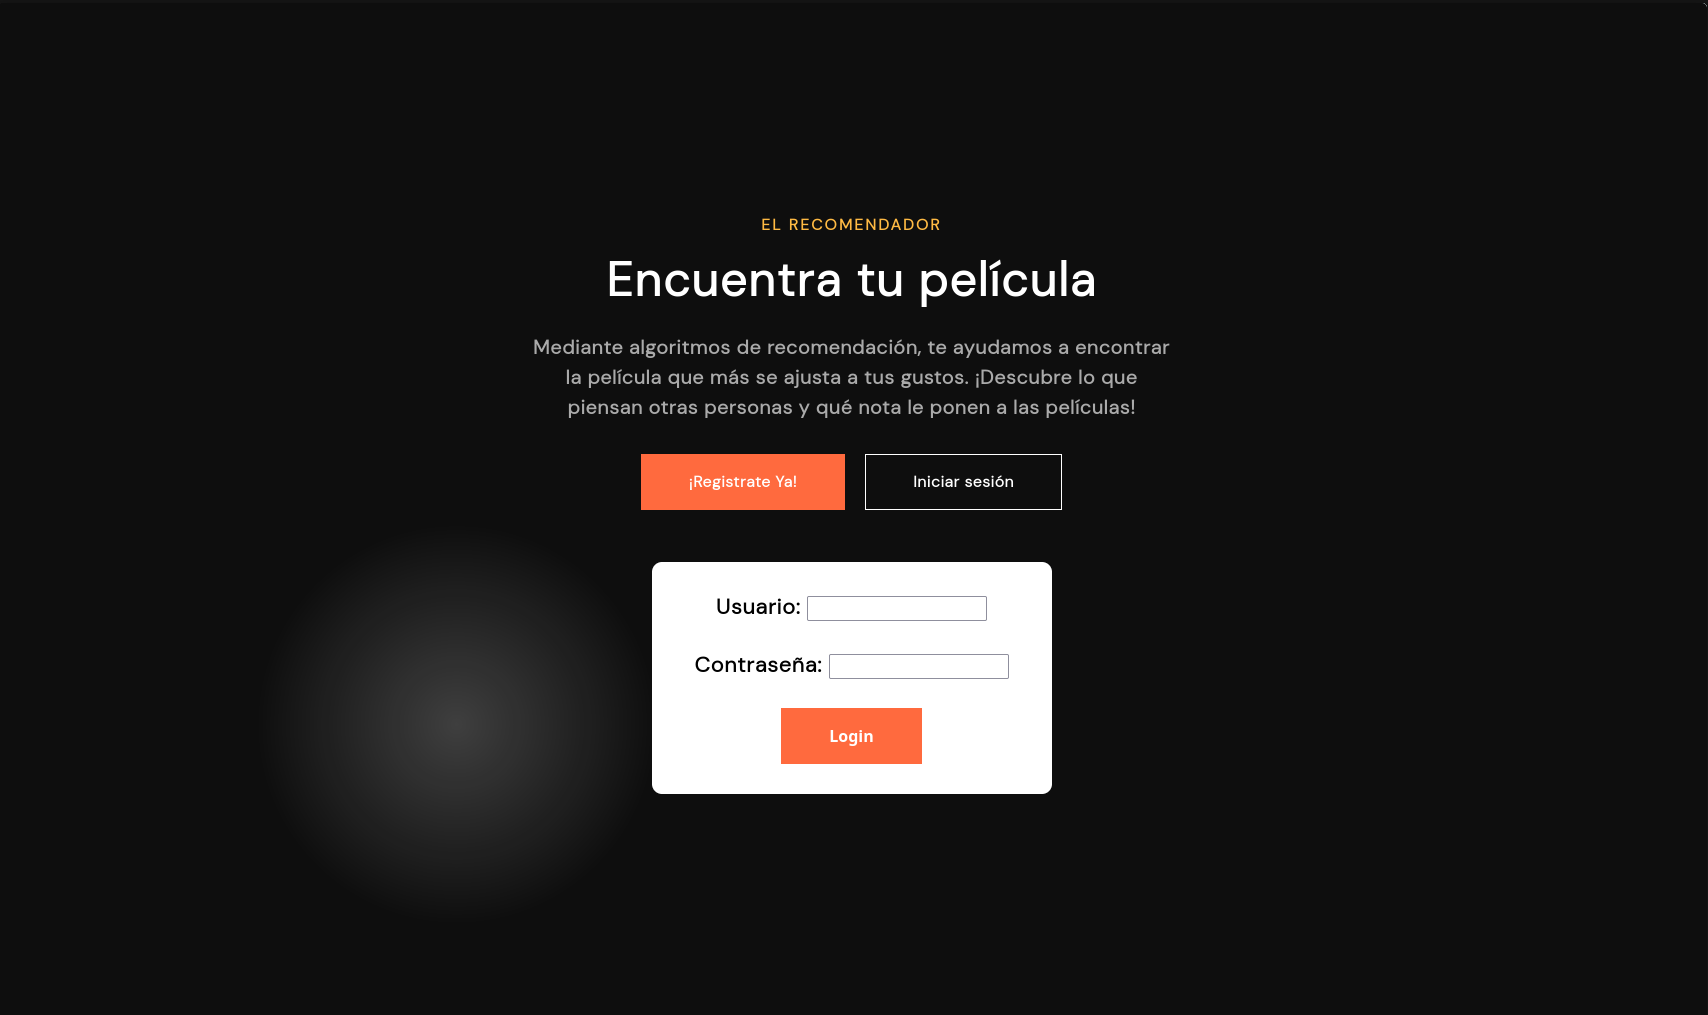 EL RECOMENDADOR
Encuentra tu película
Mediante algoritmos de recomendación, te ayudamos a encontrar
la película que más se ajusta a tus gustos. ¡Descubre lo que
piensan otras personas y qué nota le ponen a las películas!
¡Registrate Ya! Iniciar sesión
Usuario:
Contraseña:
Login